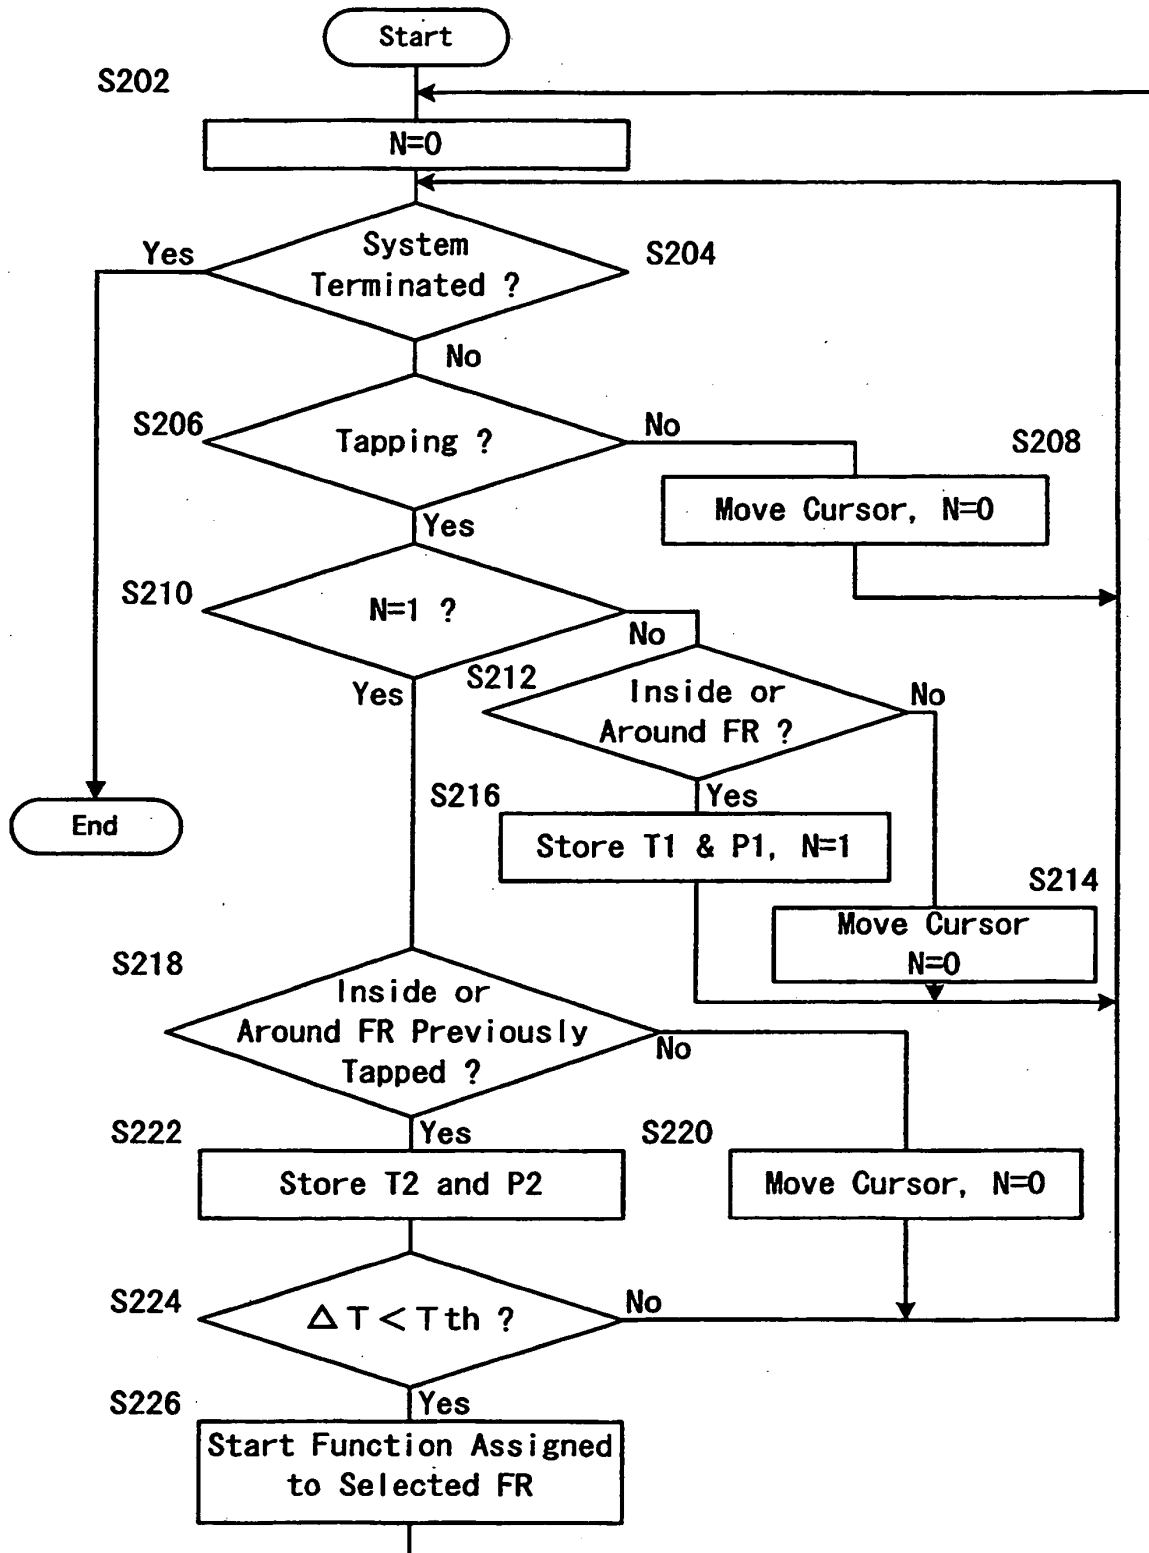 Start
S202
N=0
Yes
System
Terminated ?
S204
No
S206
Tapping ?
No
S208
Move Cursor, N=0
Yes
S210
N=1 ?
No
Yes
S212
Inside or
Around FR ?
No
S216
Yes
End
Store T1 & P1, N=1
S214
Move Cursor
N=0
S218
Inside or
Around FR Previously
Tapped ?
No
S222
Yes
S220
Store T2 and P2
Move Cursor, N=0
S224
△T<Tth ?
No
S226
Yes
Start Function Assigned
to Selected FR